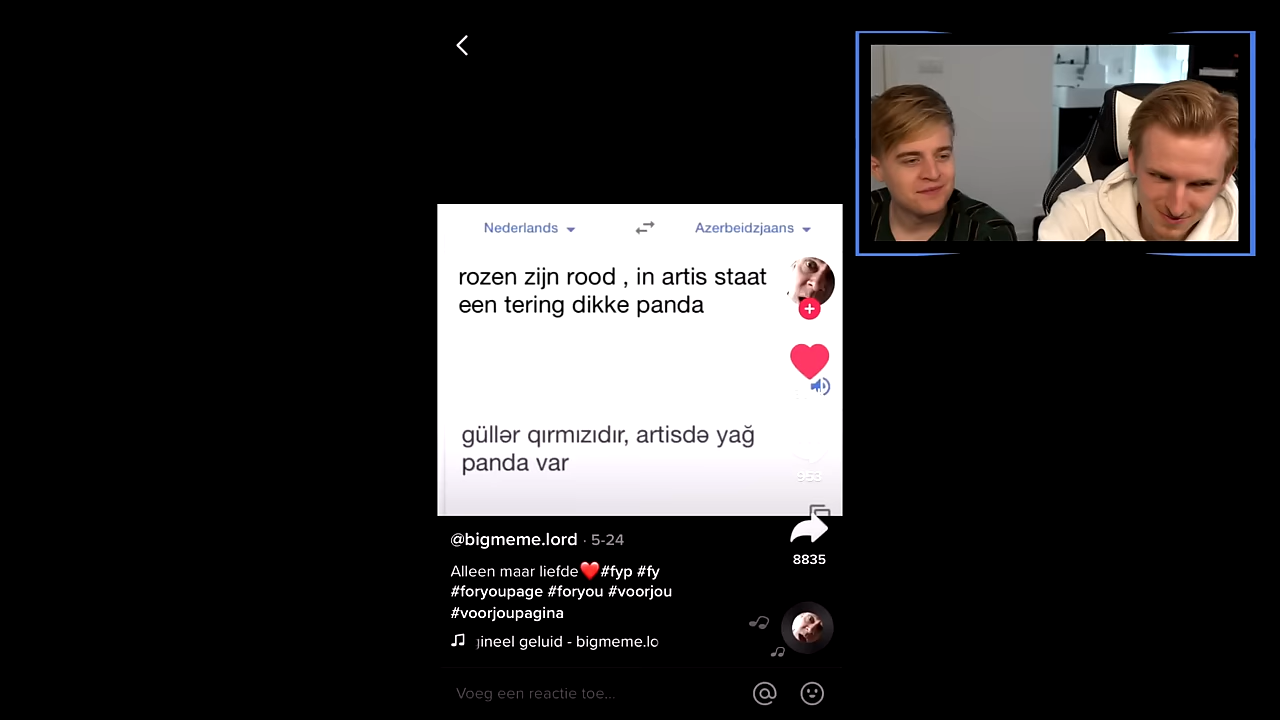 Nederlands
Azerbeidzjaans
rozen zijn rood , in artis staat
een tering dikke panda
güllər qırmızıdır, artisdə yağ
panda var
@bigmeme.lord · 5-24
8835
Alleen maar liefde❤️#fyp #fy
#foryoupage #foryou #voorjou
#voorjoupagina
gineel geluid - bigmeme.lo
Voeg een reactie toe...